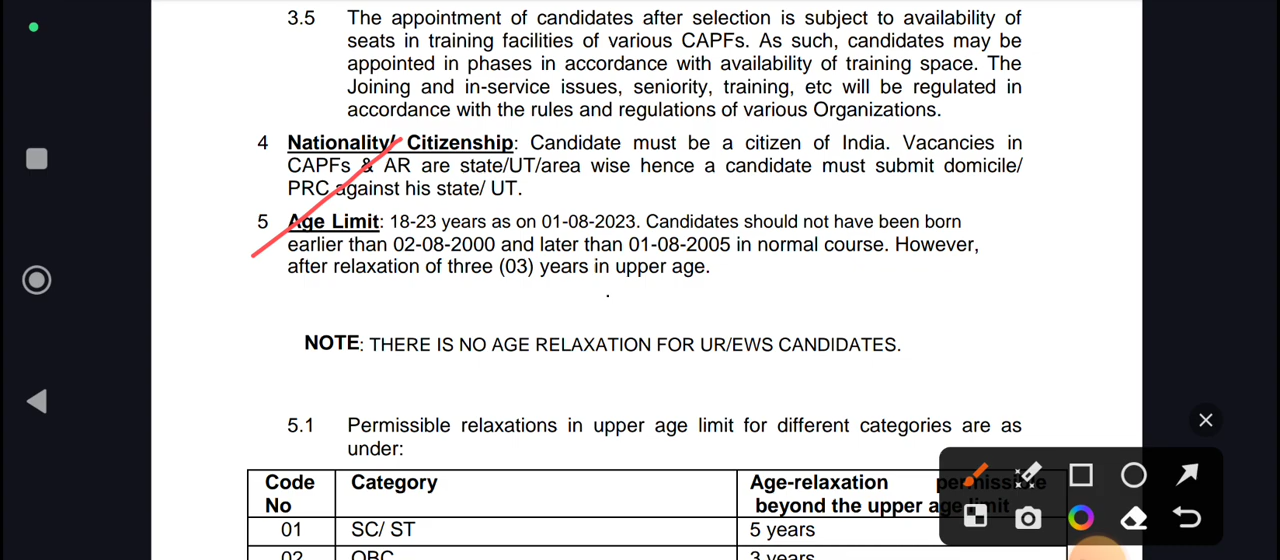 3.5 The appointment of candidates after selection is subject to availability of
seats in training facilities of various CAPFs. As such, candidates may be
appointed in phases in accordance with availability of training space. The
Joining and in-service issues, seniority, training, etc will be regulated in
accordance with the rules and regulations of various Organizations.
4 Nationality/ Citizenship: Candidate must be a citizen of India. Vacancies in
CAPFs & AR are state/UT/area wise hence a candidate must submit domicile/
PRC against his state/ UT.
5 Age Limit: 18-23 years as on 01-08-2023. Candidates should not have been born
earlier than 02-08-2000 and later than 01-08-2005 in normal course. However,
after relaxation of three (03) years in upper age.
.
NOTE: THERE IS NO AGE RELAXATION FOR UR/EWS CANDIDATES.
5.1 Permissible relaxations in upper age limit for different categories are as
under:
Code Category Age-relaxation permissible
No beyond the upper age limit
01 SC/ ST 5 years
02 OBC 3 years